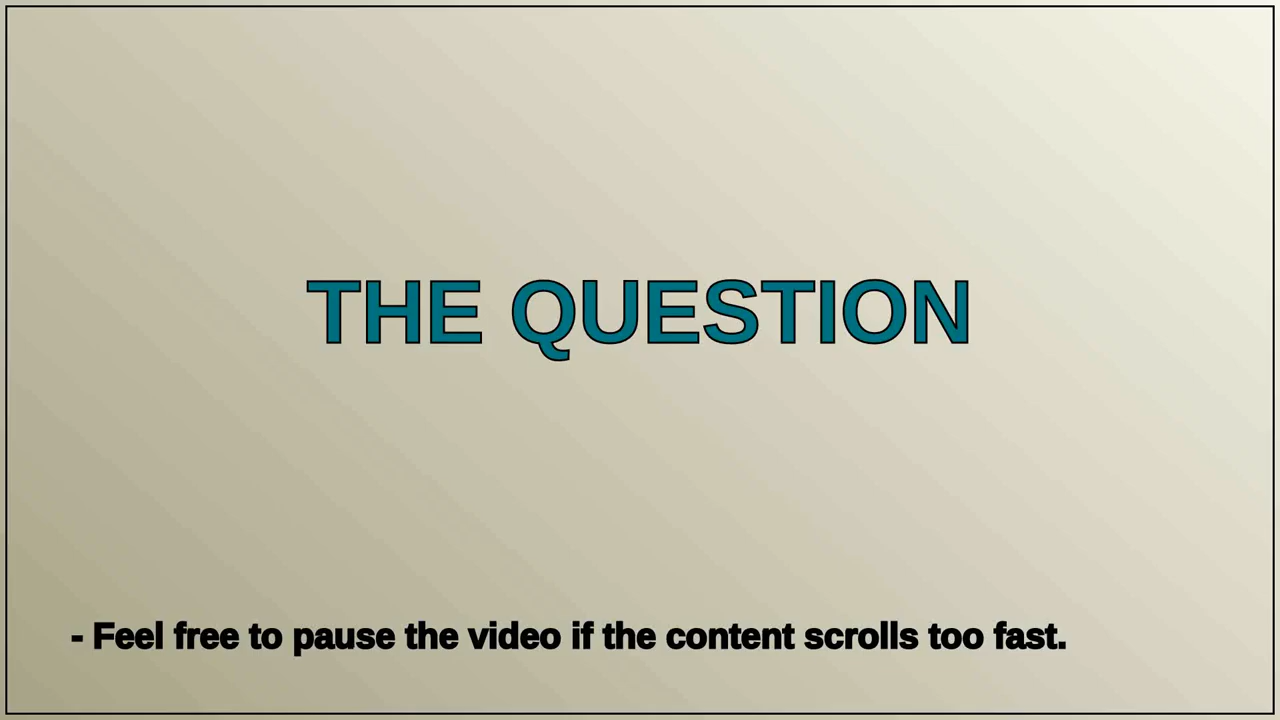 THE QUESTION
- Feel free to pause the video if the content scrolls too fast.